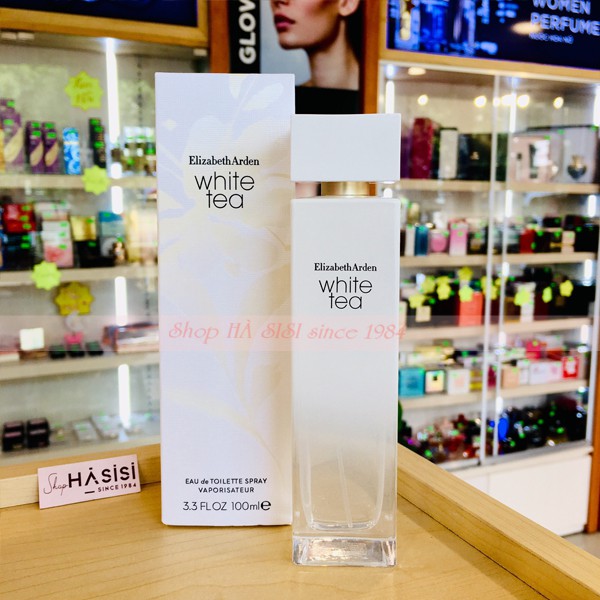 GLOV
WOMEN
PERFUME
ElizabethArden
white
tea
ElizabethArden
white
tea
Shop HÀ SISI since 1984
Shop HÀSISI
SINCE 1984
EAU de TOILETTE SPRAY
VAPORISATEUR
3.3 FL OZ 100ml e